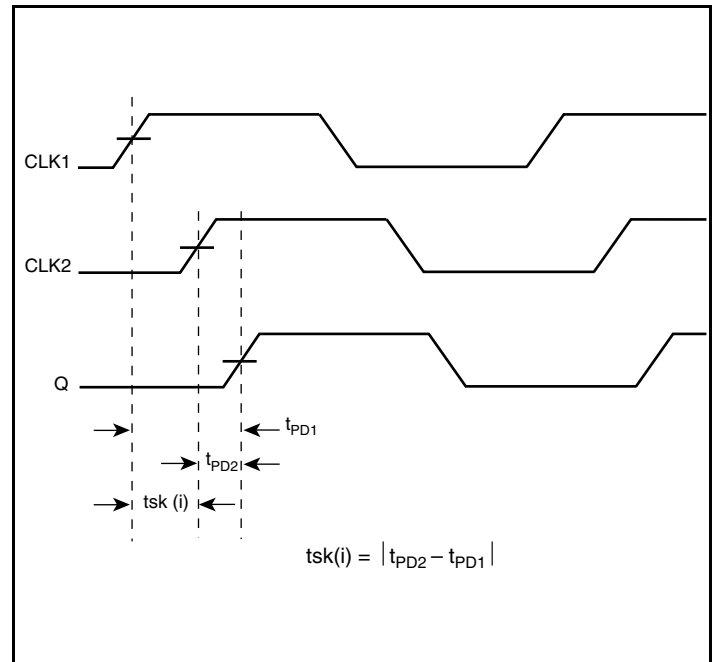 CLK1
CLK2
Q
tPD1
tPD2
tsk (i)
tsk(i) = |tPD2 – tPD1|